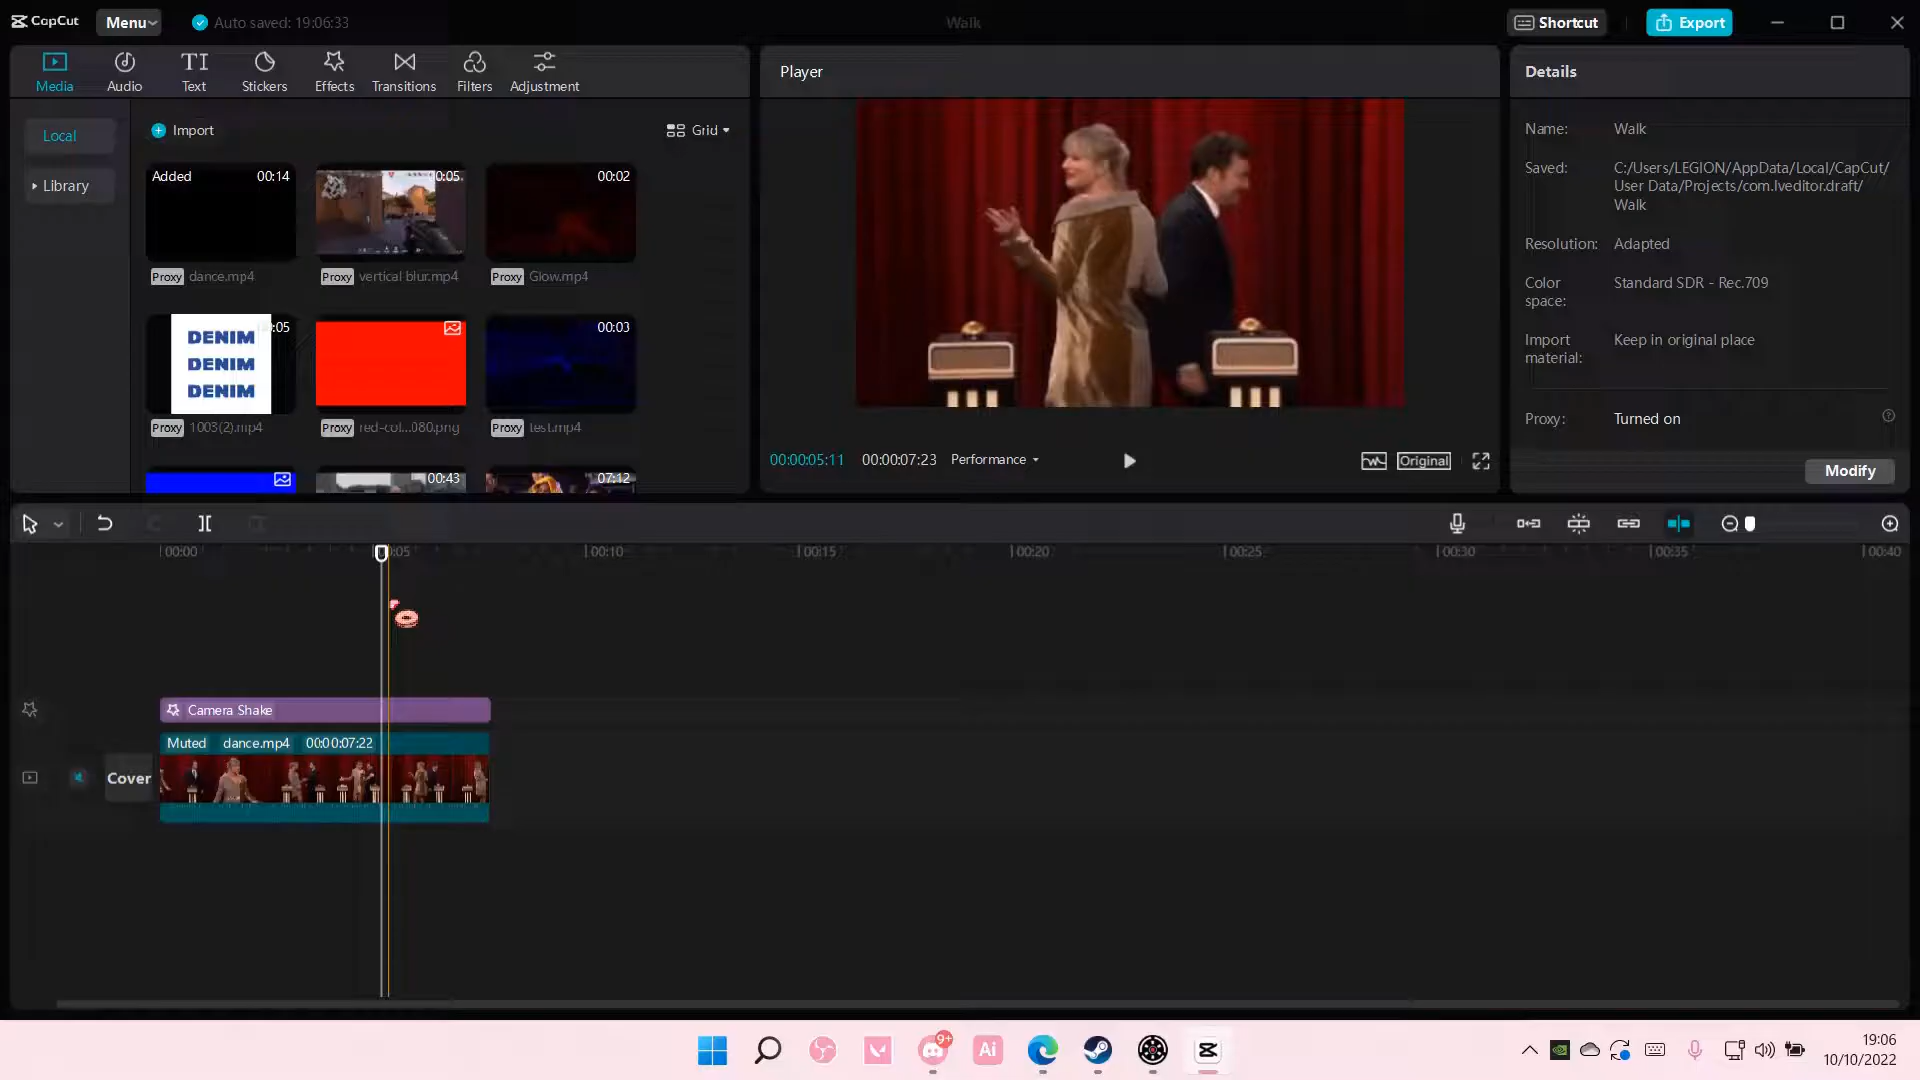 CapCut
Menu
Auto saved: 19:06:33
Walk
Shortcut
Export
Media
Audio
Text
Stickers
Effects
Transitions
Filters
Adjustment
Player
Details
Local
Library
Import
Grid
Added 00:14
Proxy dance.mp4
Proxy vertical blur.mp4
00:02
Proxy Glow.mp4
DENIM
DENIM
DENIM
:05
Proxy 1003(2).mp4
Proxy red-col...080.png
00:03
Proxy test.mp4
00:43
07:12
00:00:05:11 00:00:07:23 Performance
Original
Name: Walk
Saved: C:/Users/LEGION/AppData/Local/CapCut/
User Data/Projects/com.lveditor.draft/
Walk
Resolution: Adapted
Color space: Standard SDR - Rec.709
Import material: Keep in original place
Proxy: Turned on
Modify
00:00 00:05 00:10 00:15 00:20 00:25 00:30 00:35 00:40
Camera Shake
Muted dance.mp4 00:00:07:22
Cover
9+
Ai
19:06
10/10/2022